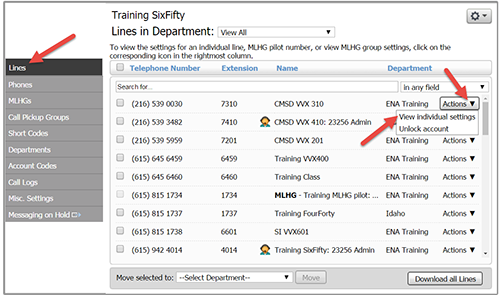 Training SixFifty
Lines in Department: View All
To view the settings for an individual line, MLHG pilot number, or view MLHG group settings, click on the
corresponding icon in the rightmost column.
Lines
Phones
MLHGs
Call Pickup Groups
Short Codes
Departments
Account Codes
Call Logs
Misc. Settings
Messaging on Hold
Telephone Number Extension Name Department
Search for... in any field
(216) 539 0030 7310 CMSD VVX 310 ENA Training Actions ▼
View individual settings
Unlock account
(216) 539 3482 7410 CMSD VVX 410: 23256 Admin
(216) 539 5959 7201 CMSD VVX 201 ENA Training Actions ▼
(615) 645 6459 6459 Training VVX400 ENA Training Actions ▼
(615) 645 6460 6460 Training Class ENA Training Actions ▼
(615) 815 1734 MLHG - Training MLHG pilot: ... ENA Training Actions ▼
(615) 815 1737 1737 Training FourForty Idaho Actions ▼
(615) 815 1738 6601 SI VVX601 ENA Training Actions ▼
(615) 942 4014 4014 Training SixFifty: 23256 Admin ENA Training Actions ▼
Move selected to: --Select Department-- Move Download all Lines